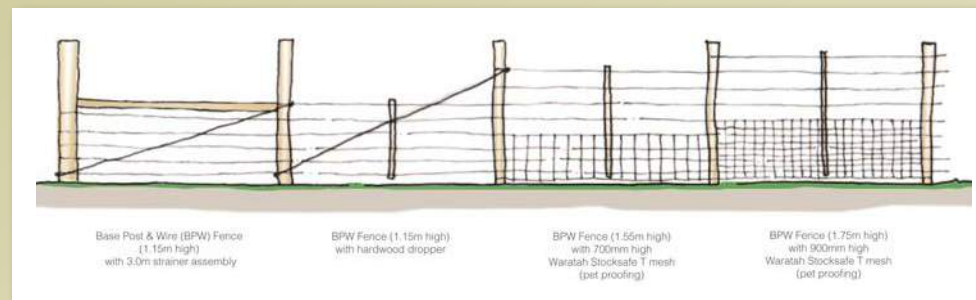 Base Post & Wire (BPW) Fence
(1.15m high)
with 3.0m strainer assembly
BPW Fence (1.15m high)
with hardwood dropper
BPW Fence (1.55m high)
with 700mm high
Waratah Stocksafe T mesh
(pet proofing)
BPW Fence (1.75m high)
with 900mm high
Waratah Stocksafe T mesh
(pet proofing)